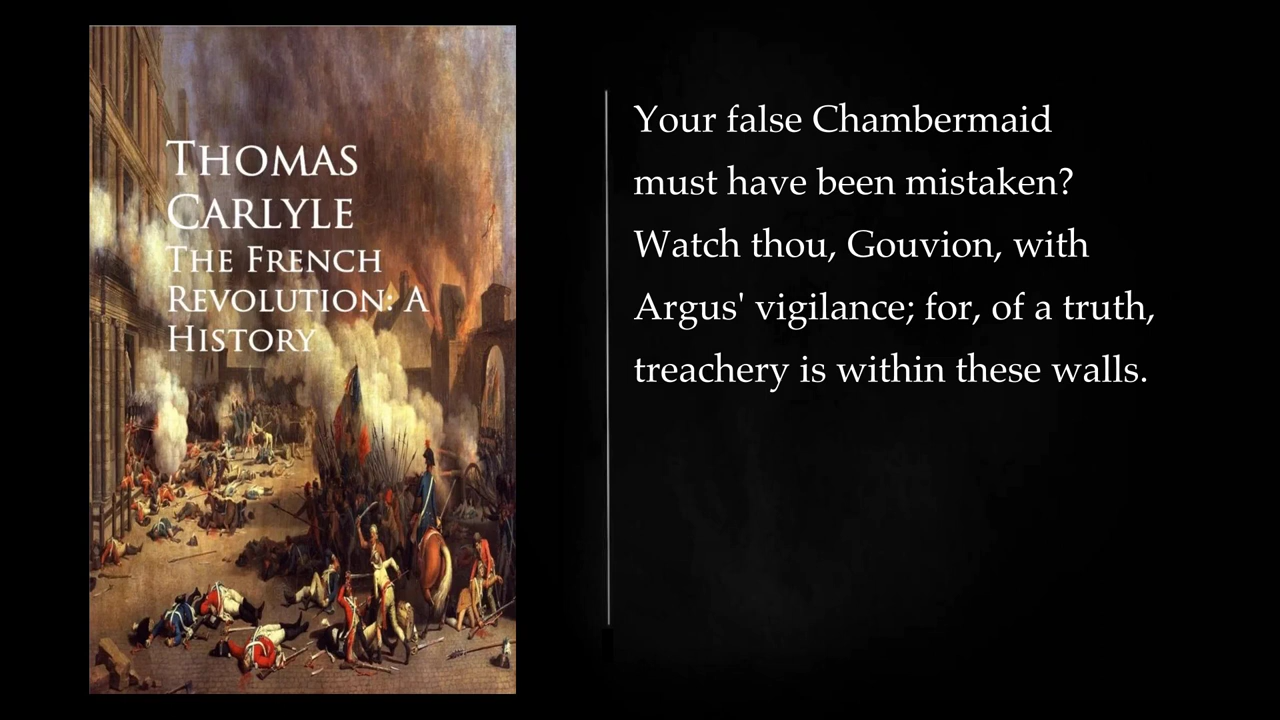 THOMAS
CARLYLE
THE FRENCH
REVOLUTION: A
HISTORY
Your false Chambermaid
must have been mistaken?
Watch thou, Gouvion, with
Argus' vigilance; for, of a truth,
treachery is within these walls.